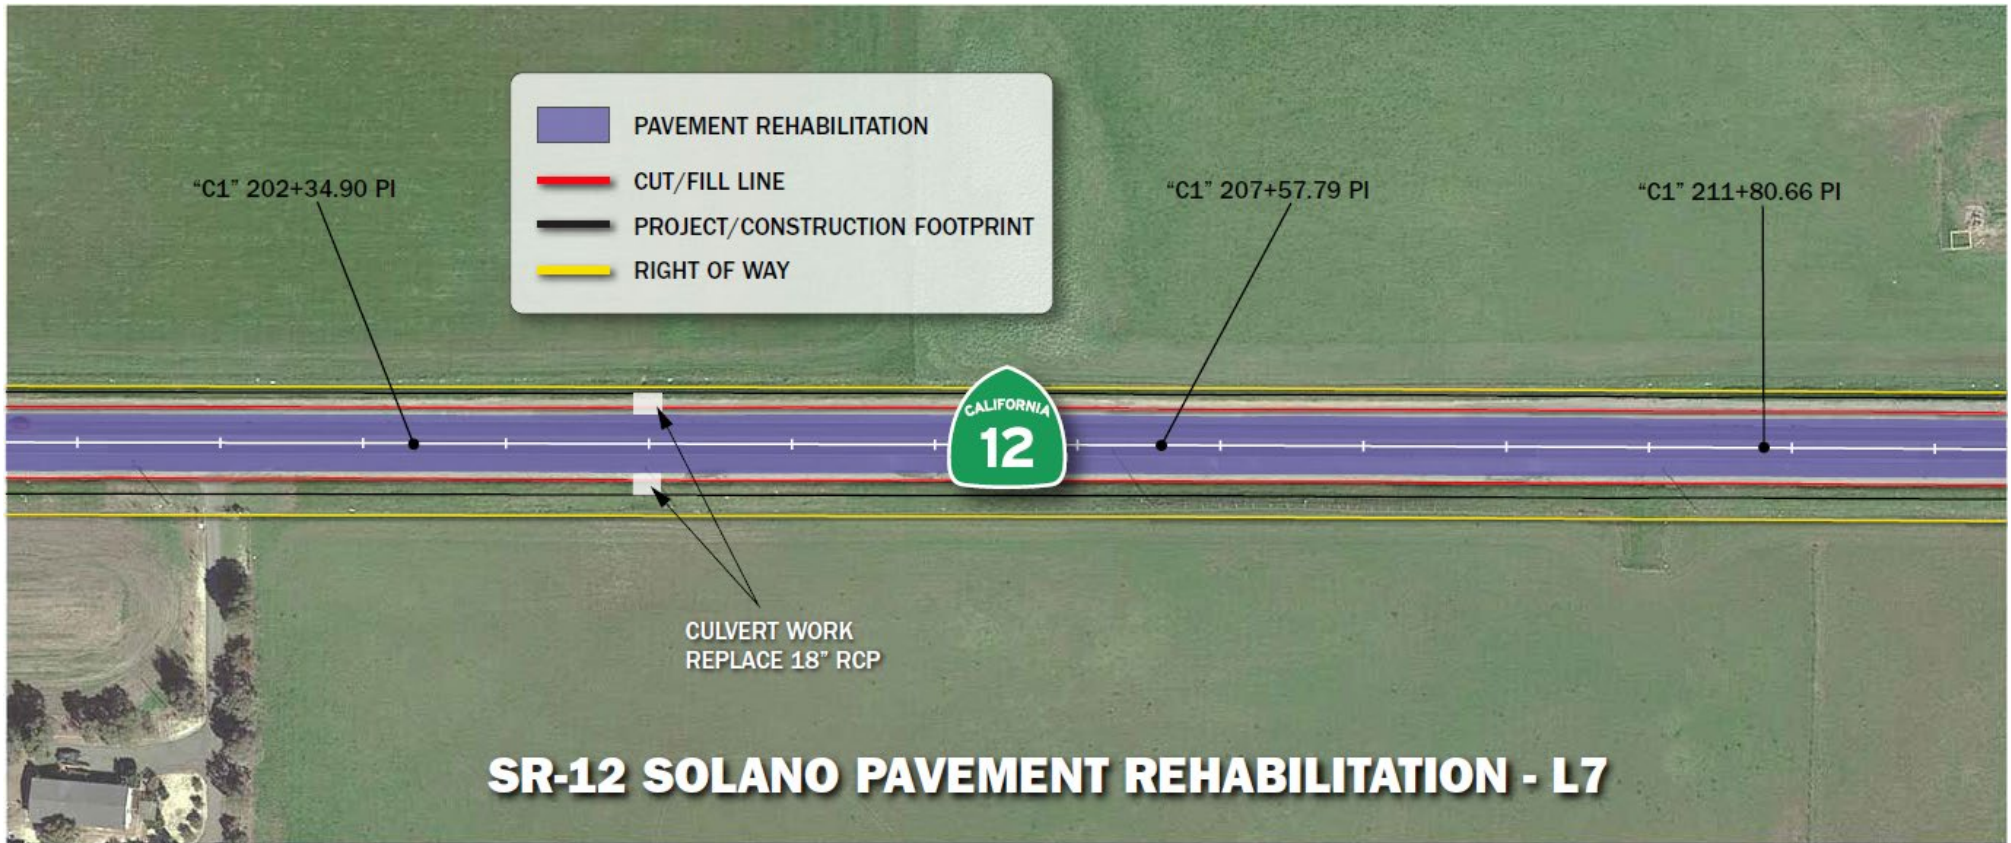 PAVEMENT REHABILITATION
CUT/FILL LINE
PROJECT/CONSTRUCTION FOOTPRINT
RIGHT OF WAY
“C1” 202+34.90 PI
“C1” 207+57.79 PI
“C1” 211+80.66 PI
CALIFORNIA
12
CULVERT WORK
REPLACE 18” RCP
SR-12 SOLANO PAVEMENT REHABILITATION - L7